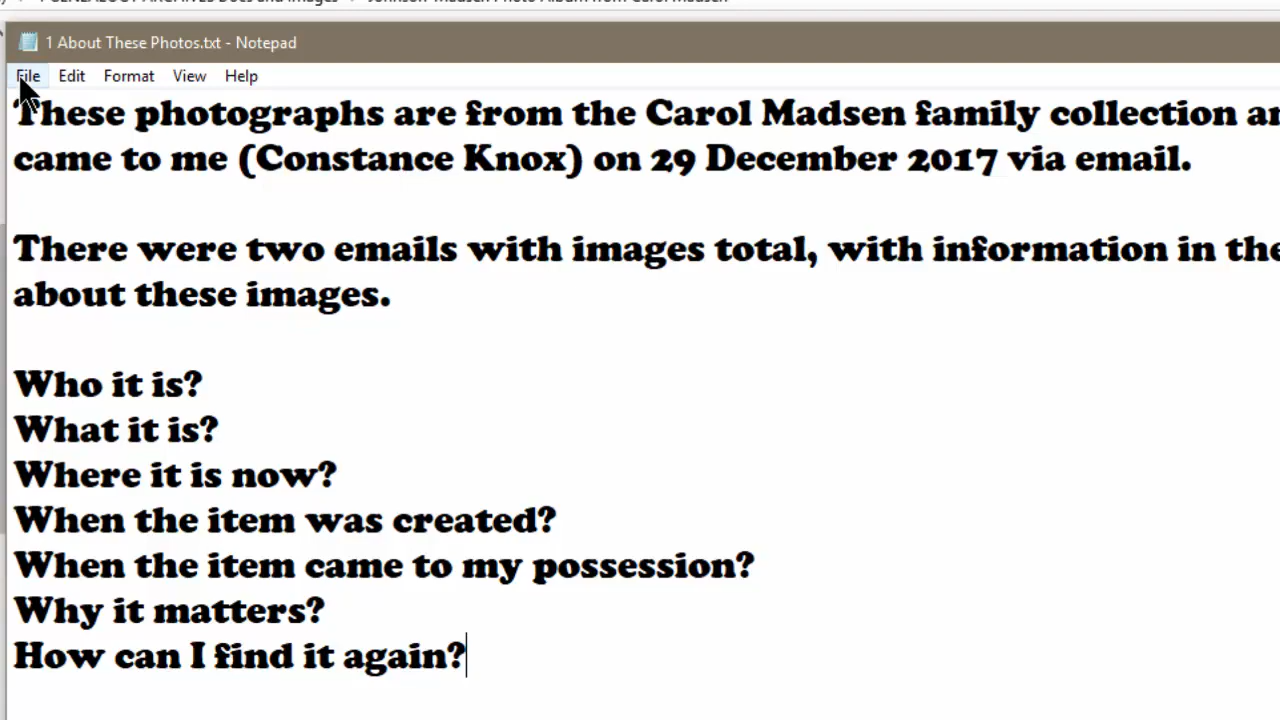 1 About These Photos.txt - Notepad
File Edit Format View Help
These photographs are from the Carol Madsen family collection
came to me (Constance Knox) on 29 December 2017 via email.
There were two emails with images total, with information in the
about these images.
Who it is?
What it is?
Where it is now?
When the item was created?
When the item came to my possession?
Why it matters?
How can I find it again?